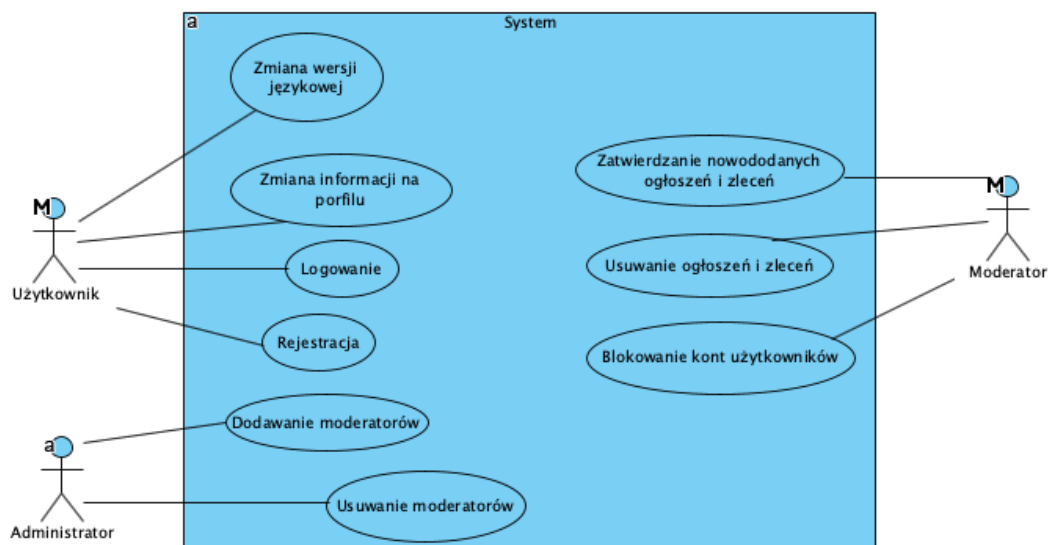 a
System
Zmiana wersji
językowej
Zatwierdzanie nowododanych
ogłoszeń i zleceń
Zmiana informacji na
porfilu
M
Użytkownik
M
Moderator
Logowanie
Usuwanie ogłoszeń i zleceń
Rejestracja
Blokowanie kont użytkowników
Dodawanie moderatorów
a
Administrator
Usuwanie moderatorów